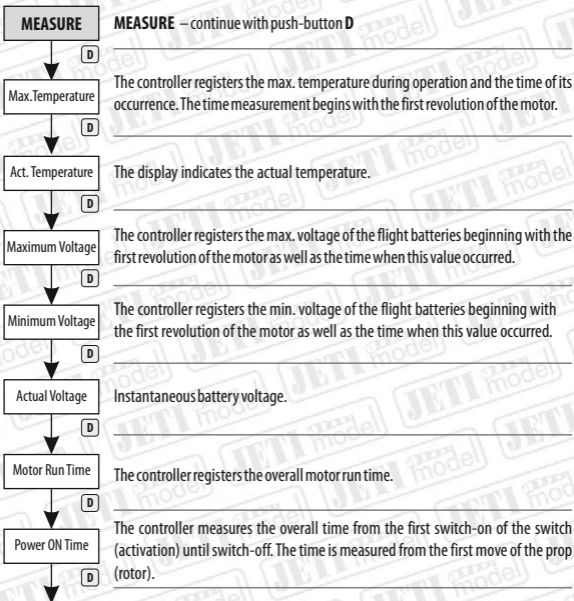 MEASURE
MEASURE – continue with push-button D
D
Max.Temperature
The controller registers the max. temperature during operation and the time of its
occurrence. The time measurement begins with the first revolution of the motor.
D
Act. Temperature
The display indicates the actual temperature.
D
Maximum Voltage
The controller registers the max. voltage of the flight batteries beginning with the
first revolution of the motor as well as the time when this value occurred.
D
Minimum Voltage
The controller registers the min. voltage of the flight batteries beginning with
the first revolution of the motor as well as the time when this value occurred.
D
Actual Voltage
Instantaneous battery voltage.
D
Motor Run Time
The controller registers the overall motor run time.
D
Power ON Time
The controller measures the overall time from the first switch-on of the switch
(activation) until switch-off. The time is measured from the first move of the prop
(rotor).
D